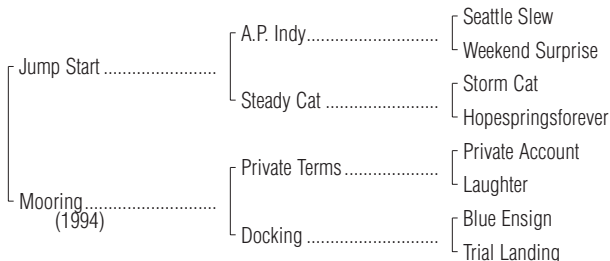 Seattle Slew
A.P. Indy..............................
Weekend Surprise
Jump Start ..........................
Storm Cat
Steady Cat ..........................
Hopespringsforever
Private Account
Private Terms.....................
Laughter
Mooring..............................
(1994)
Blue Ensign
Docking ..............................
Trial Landing